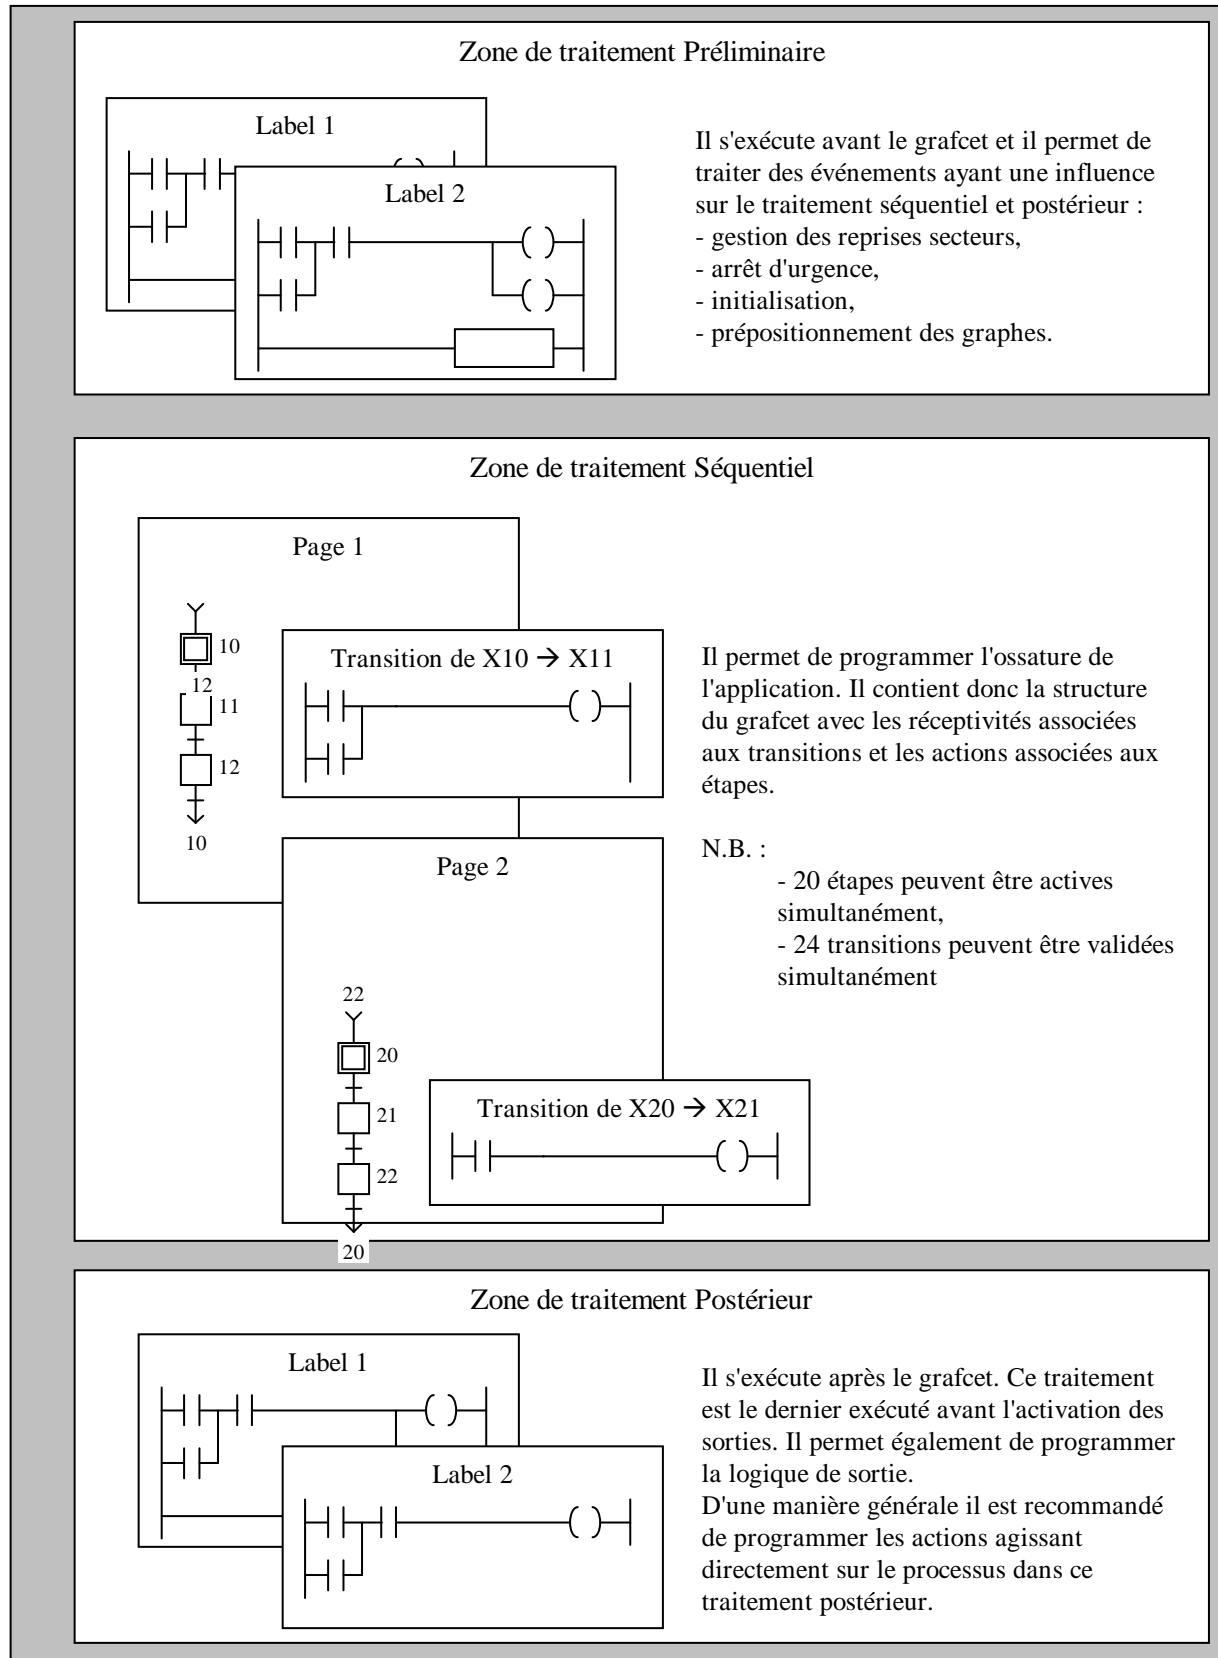 Zone de traitement Préliminaire
Label 1
Label 2
Il s'exécute avant le grafcet et il permet de
traiter des événements ayant une influence
sur le traitement séquentiel et postérieur :
- gestion des reprises secteurs,
- arrêt d'urgence,
- initialisation,
- prépositionnement des graphes.
Zone de traitement Séquentiel
Page 1
10
12
11
12
10
Transition de X10 → X11
Il permet de programmer l'ossature de
l'application. Il contient donc la structure
du grafcet avec les réceptivités associées
aux transitions et les actions associées aux
étapes.
N.B. :
- 20 étapes peuvent être actives
simultanément,
- 24 transitions peuvent être validées
simultanément
Page 2
22
20
21
22
20
Transition de X20 → X21
Zone de traitement Postérieur
Label 1
Label 2
Il s'exécute après le grafcet. Ce traitement
est le dernier exécuté avant l'activation des
sorties. Il permet également de programmer
la logique de sortie.
D'une manière générale il est recommandé
de programmer les actions agissant
directement sur le processus dans ce
traitement postérieur.